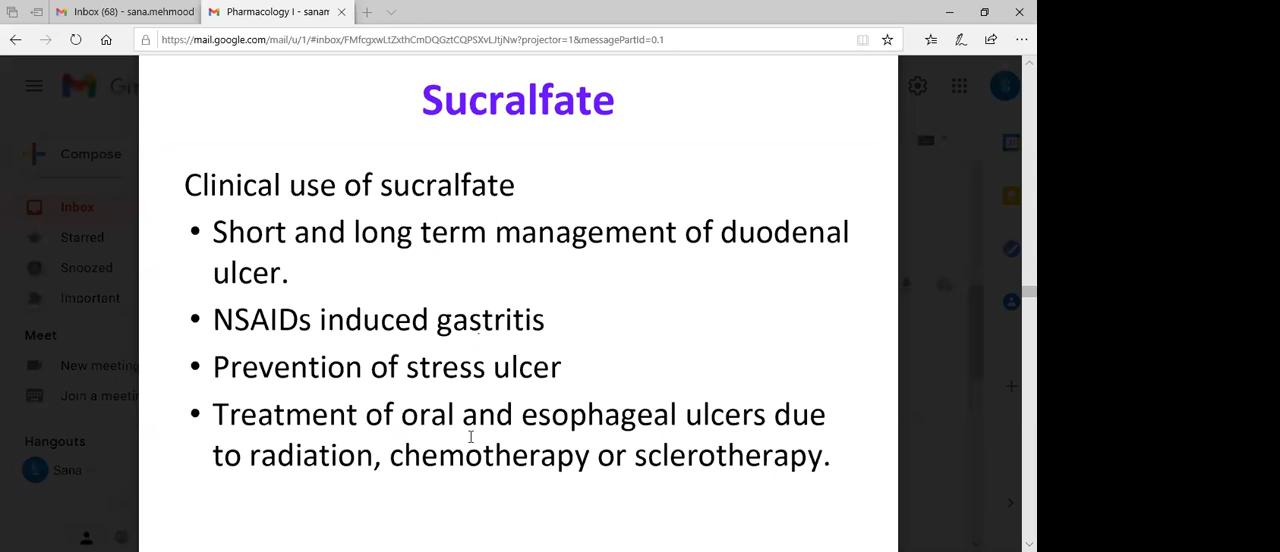 Inbox (68) - sana.mehmood
Pharmacology I - sanam
https://mail.google.com/mail/u/1/#inbox/FMfcgxwLtZxthCmDQGztCQPSXvLJtjNw?projector=1&messagePartId=0.1
Sucralfate
Compose
Clinical use of sucralfate
Inbox
• Short and long term management of duodenal
Starred
ulcer.
Snoozed
Important
• NSAIDs induced gastritis
Meet
New meeting
• Prevention of stress ulcer
Join a meeti
• Treatment of oral and esophageal ulcers due
Hangouts
to radiation, chemotherapy or sclerotherapy.
Sana